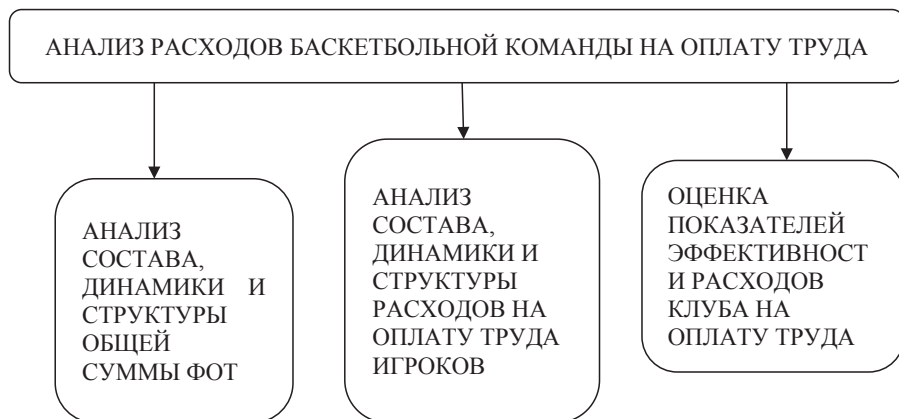 АНАЛИЗ РАСХОДОВ БАСКЕТБОЛЬНОЙ КОМАНДЫ НА ОПЛАТУ ТРУДА
АНАЛИЗ
СОСТАВА,
ДИНАМИКИ И
СТРУКТУРЫ
ОБЩЕЙ
СУММЫ ФОТ
АНАЛИЗ
СОСТАВА,
ДИНАМИКИ И
СТРУКТУРЫ
РАСХОДОВ НА
ОПЛАТУ ТРУДА
ИГРОКОВ
ОЦЕНКА
ПОКАЗАТЕЛЕЙ
ЭФФЕКТИВНОСТ
И РАСХОДОВ
КЛУБА НА
ОПЛАТУ ТРУДА